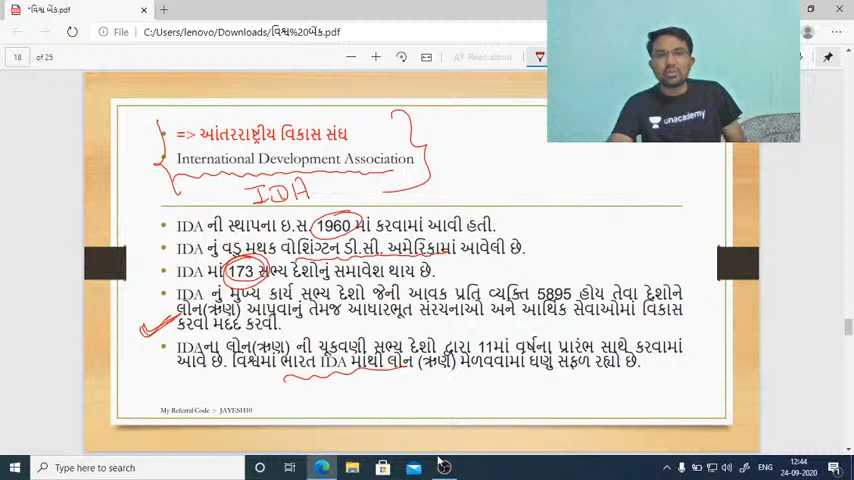 વિશ્વ બેંક.pdf
File C:/Users/lenovo/Downloads/વિશ્વ%20બેંક.pdf
18 of 25
Read aloud
unacademy
=> આંતરરાષ્ટ્રીય વિકાસ સંઘ
International Development Association
IDA
IDA ની સ્થાપના ઇ.સ. 1960 માં કરવામાં આવી હતી.
IDA નું વડુ મથક વોશિંગ્ટન ડી.સી. અમેરિકામાં આવેલી છે.
IDA માં 173 સભ્ય દેશોનું સમાવેશ થાય છે.
IDA નું મુખ્ય કાર્ય સભ્ય દેશો જેની આવક પ્રતિ વ્યક્તિ 5895 હોય તેવા દેશોને
લોન(ઋણ) આપવાનું તેમજ આધારભૂત સંરચનાઓ અને આર્થિક સેવાઓમાં વિકાસ
કરવા મદદ કરવી.
IDAના લોન(ઋણ) ની ચૂકવણી સભ્ય દેશો દ્વારા 11માં વર્ષના પ્રારંભ સાથે કરવામાં
આવે છે. વિશ્વમાં ભારત IDA માંથી લોન (ઋણ) મેળવવામાં ઘણુ સફળ રહ્યો છે.
My Referral Code :- JAYESH10
Type here to search
ENG
12:44
24-09-2020